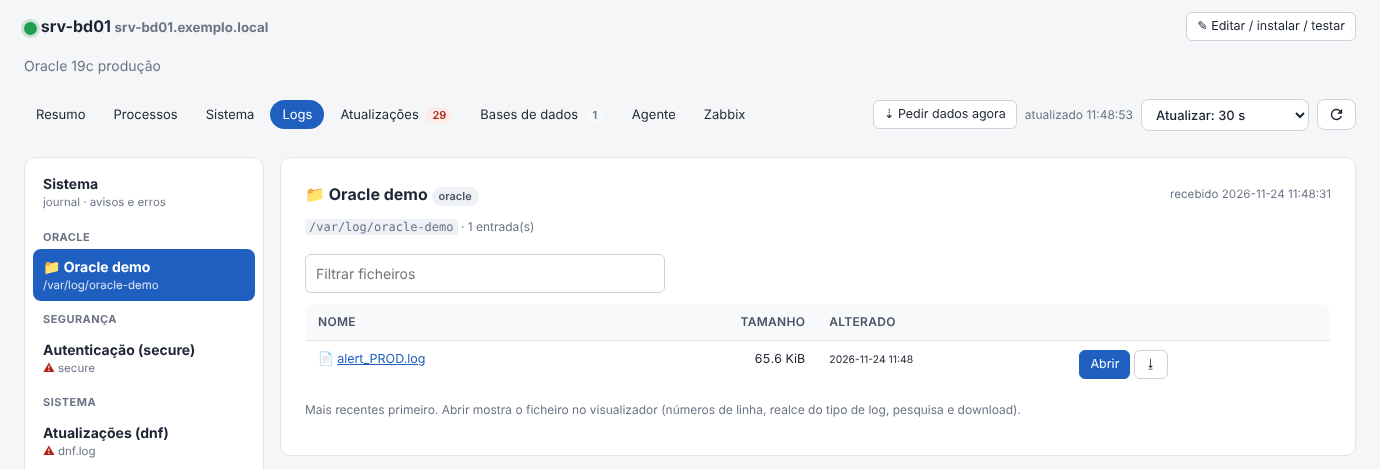 srv-bd01 srv-bd01.exemplo.local
✎ Editar / instalar / testar
Oracle 19c produção
Resumo Processos Sistema Logs Atualizações 29 Bases de dados 1 Agente Zabbix
↓ Pedir dados agora atualizado 11:48:53 Atualizar: 30 s
Sistema
journal · avisos e erros
ORACLE
Oracle demo
/var/log/oracle-demo
SEGURANÇA
Autenticação (secure)
secure
SISTEMA
Atualizações (dnf)
dnf.log
Oracle demo oracle
recebido 2026-11-24 11:48:31
/var/log/oracle-demo · 1 entrada(s)
Filtrar ficheiros
NOME TAMANHO ALTERADO
alert_PROD.log 65.6 KiB 2026-11-24 11:48 Abrir
Mais recentes primeiro. Abrir mostra o ficheiro no visualizador (números de linha, realce do tipo de log, pesquisa e download).